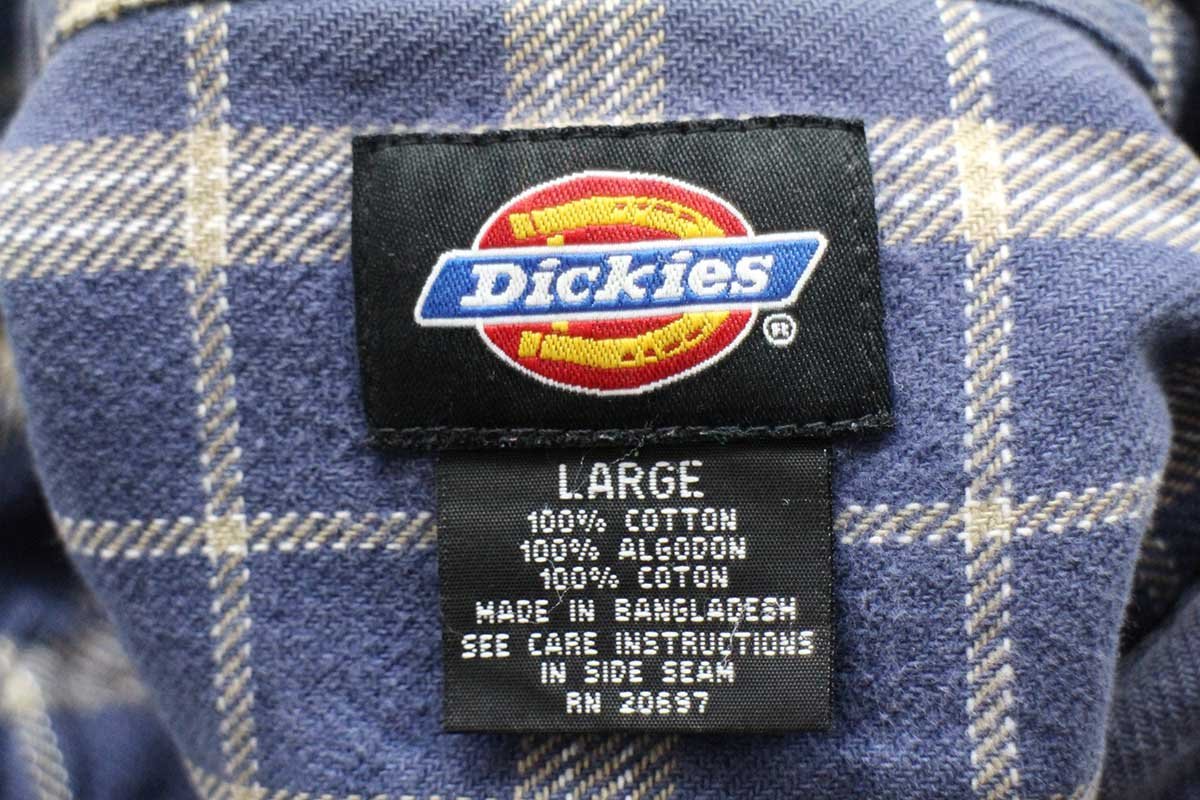 Dickies
®
LARGE
100% COTTON
100% ALGODON
100% COTON
MADE IN BANGLADESH
SEE CARE INSTRUCTIONS
IN SIDE SEAM
RN 20697